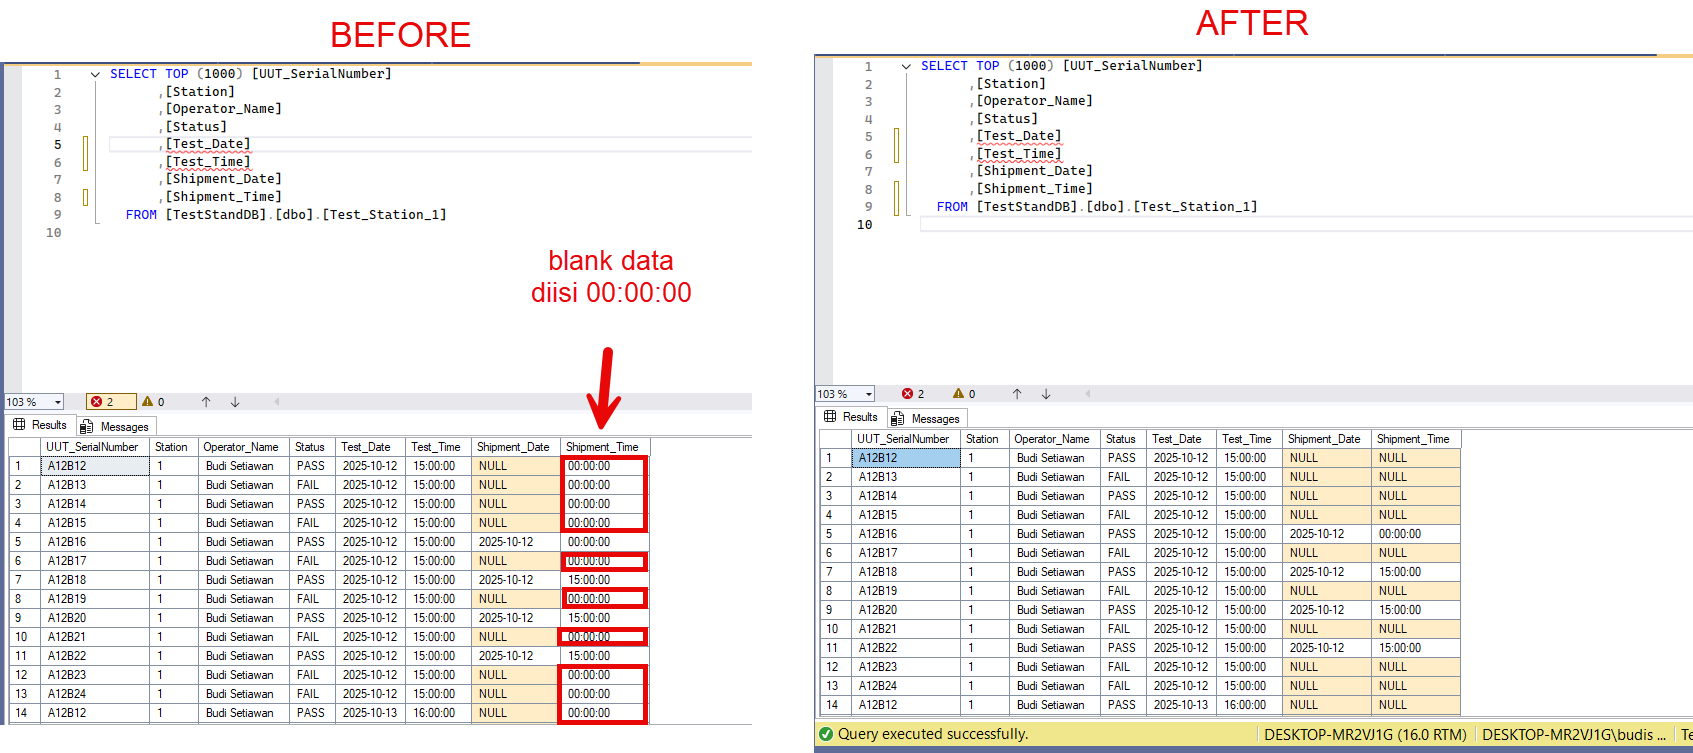 BEFORE
1 SELECT TOP (1000) [UUT_SerialNumber]
2 ,[Station]
3 ,[Operator_Name]
4 ,[Status]
5 ,[Test_Date]
6 ,[Test_Time]
7 ,[Shipment_Date]
8 ,[Shipment_Time]
9 FROM [TestStandDB].[dbo].[Test_Station_1]
10
blank data
diisi 00:00:00
103 % 2 0
Results Messages
UUT_SerialNumber Station Operator_Name Status Test_Date Test_Time Shipment_Date Shipment_Time
1 A12B12 1 Budi Setiawan PASS 2025-10-12 15:00:00 NULL 00:00:00
2 A12B13 1 Budi Setiawan FAIL 2025-10-12 15:00:00 NULL 00:00:00
3 A12B14 1 Budi Setiawan PASS 2025-10-12 15:00:00 NULL 00:00:00
4 A12B15 1 Budi Setiawan FAIL 2025-10-12 15:00:00 NULL 00:00:00
5 A12B16 1 Budi Setiawan PASS 2025-10-12 15:00:00 2025-10-12 00:00:00
6 A12B17 1 Budi Setiawan FAIL 2025-10-12 15:00:00 NULL 00:00:00
7 A12B18 1 Budi Setiawan PASS 2025-10-12 15:00:00 2025-10-12 15:00:00
8 A12B19 1 Budi Setiawan FAIL 2025-10-12 15:00:00 NULL 00:00:00
9 A12B20 1 Budi Setiawan PASS 2025-10-12 15:00:00 2025-10-12 15:00:00
10 A12B21 1 Budi Setiawan FAIL 2025-10-12 15:00:00 NULL 00:00:00
11 A12B22 1 Budi Setiawan PASS 2025-10-12 15:00:00 2025-10-12 15:00:00
12 A12B23 1 Budi Setiawan FAIL 2025-10-12 15:00:00 NULL 00:00:00
13 A12B24 1 Budi Setiawan FAIL 2025-10-12 15:00:00 NULL 00:00:00
14 A12B12 1 Budi Setiawan PASS 2025-10-13 16:00:00 NULL 00:00:00
AFTER
1 SELECT TOP (1000) [UUT_SerialNumber]
2 ,[Station]
3 ,[Operator_Name]
4 ,[Status]
5 ,[Test_Date]
6 ,[Test_Time]
7 ,[Shipment_Date]
8 ,[Shipment_Time]
9 FROM [TestStandDB].[dbo].[Test_Station_1]
10
103 % 2 0
Results Messages
UUT_SerialNumber Station Operator_Name Status Test_Date Test_Time Shipment_Date Shipment_Time
1 A12B12 1 Budi Setiawan PASS 2025-10-12 15:00:00 NULL NULL
2 A12B13 1 Budi Setiawan FAIL 2025-10-12 15:00:00 NULL NULL
3 A12B14 1 Budi Setiawan PASS 2025-10-12 15:00:00 NULL NULL
4 A12B15 1 Budi Setiawan FAIL 2025-10-12 15:00:00 NULL NULL
5 A12B16 1 Budi Setiawan PASS 2025-10-12 15:00:00 2025-10-12 00:00:00
6 A12B17 1 Budi Setiawan FAIL 2025-10-12 15:00:00 NULL NULL
7 A12B18 1 Budi Setiawan PASS 2025-10-12 15:00:00 2025-10-12 15:00:00
8 A12B19 1 Budi Setiawan FAIL 2025-10-12 15:00:00 NULL NULL
9 A12B20 1 Budi Setiawan PASS 2025-10-12 15:00:00 2025-10-12 15:00:00
10 A12B21 1 Budi Setiawan FAIL 2025-10-12 15:00:00 NULL NULL
11 A12B22 1 Budi Setiawan PASS 2025-10-12 15:00:00 2025-10-12 15:00:00
12 A12B23 1 Budi Setiawan FAIL 2025-10-12 15:00:00 NULL NULL
13 A12B24 1 Budi Setiawan FAIL 2025-10-12 15:00:00 NULL NULL
14 A12B12 1 Budi Setiawan PASS 2025-10-13 16:00:00 NULL NULL
Query executed successfully. DESKTOP-MR2VJ1G (16.0 RTM) DESKTOP-MR2VJ1G\budis ... Te